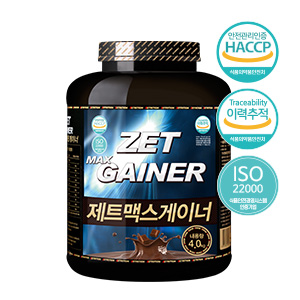 안전관리인증
HACCP
식품의약품안전처
Traceability
이력추적
식품의약품안전처
ISO
22000
식품안전경영시스템
인증기업
ZET
MAX
GAINER
제트맥스게이너
내용량
4.0kg